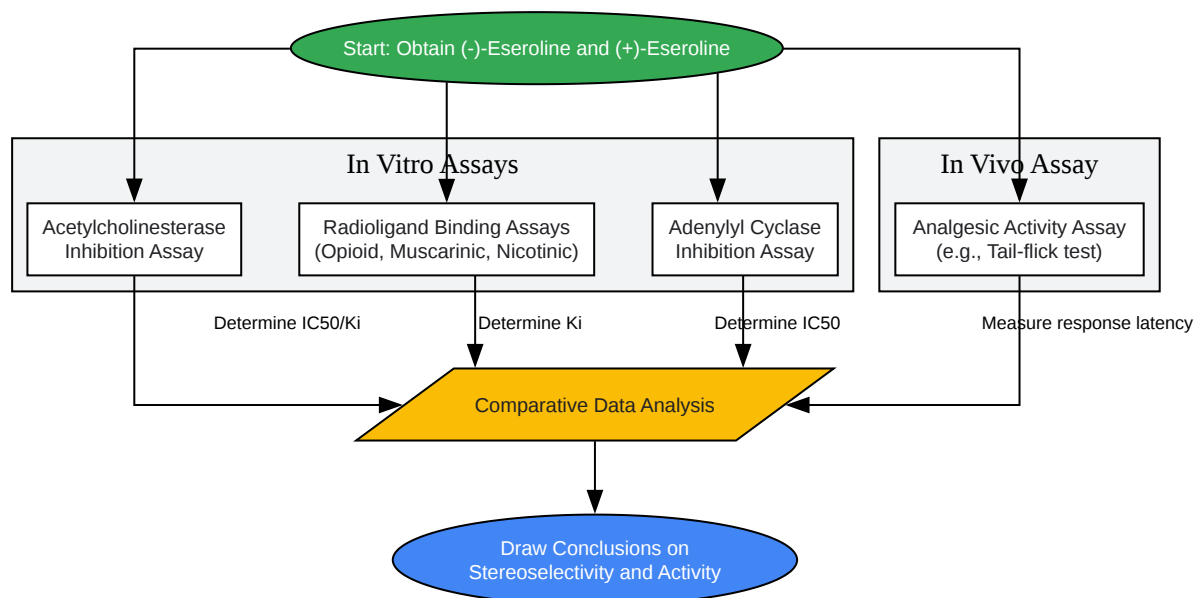 Start: Obtain (-)-Eseroline and (+)-Eseroline
In Vitro Assays
In Vivo Assay
Acetylcholinesterase
Inhibition Assay
Radioligand Binding Assays
(Opioid, Muscarinic, Nicotinic)
Adenylyl Cyclase
Inhibition Assay
Analgesic Activity Assay
(e.g., Tail-flick test)
Determine IC50/Ki
Determine Ki
Determine IC50
Measure response latency
Comparative Data Analysis
Draw Conclusions on
Stereoselectivity and Activity